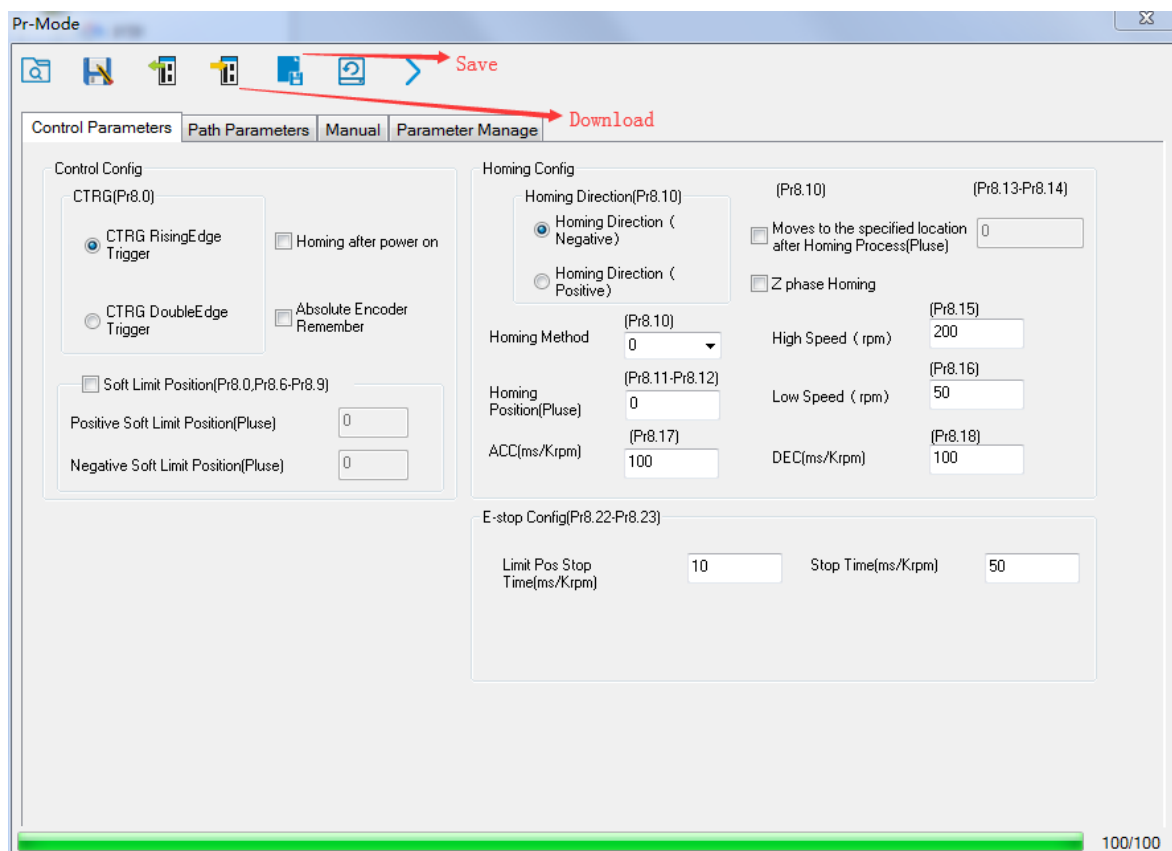 Pr-Mode
Save
Download
Control Parameters
Path Parameters
Manual
Parameter Manage
Control Config
CTRG(Pr8.0)
CTRG RisingEdge
Trigger
Homing after power on
CTRG DoubleEdge
Trigger
Absolute Encoder
Remember
Soft Limit Position(Pr8.0,Pr8.6-Pr8.9)
Positive Soft Limit Position(Pluse)
0
Negative Soft Limit Position(Pluse)
0
Homing Config
Homing Direction(Pr8.10)
Homing Direction (
Negative)
Homing Direction (
Positive)
(Pr8.10)
(Pr8.13-Pr8.14)
Moves to the specified location
after Homing Process(Pluse)
0
Z phase Homing
(Pr8.10)
Homing Method
0
(Pr8.15)
High Speed ( rpm)
200
(Pr8.11-Pr8.12)
Homing
Position(Pluse)
0
(Pr8.16)
Low Speed ( rpm)
50
(Pr8.17)
ACC(ms/Krpm)
100
(Pr8.18)
DEC(ms/Krpm)
100
E-stop Config(Pr8.22-Pr8.23)
Limit Pos Stop
Time(ms/Krpm)
10
Stop Time(ms/Krpm)
50
100/100